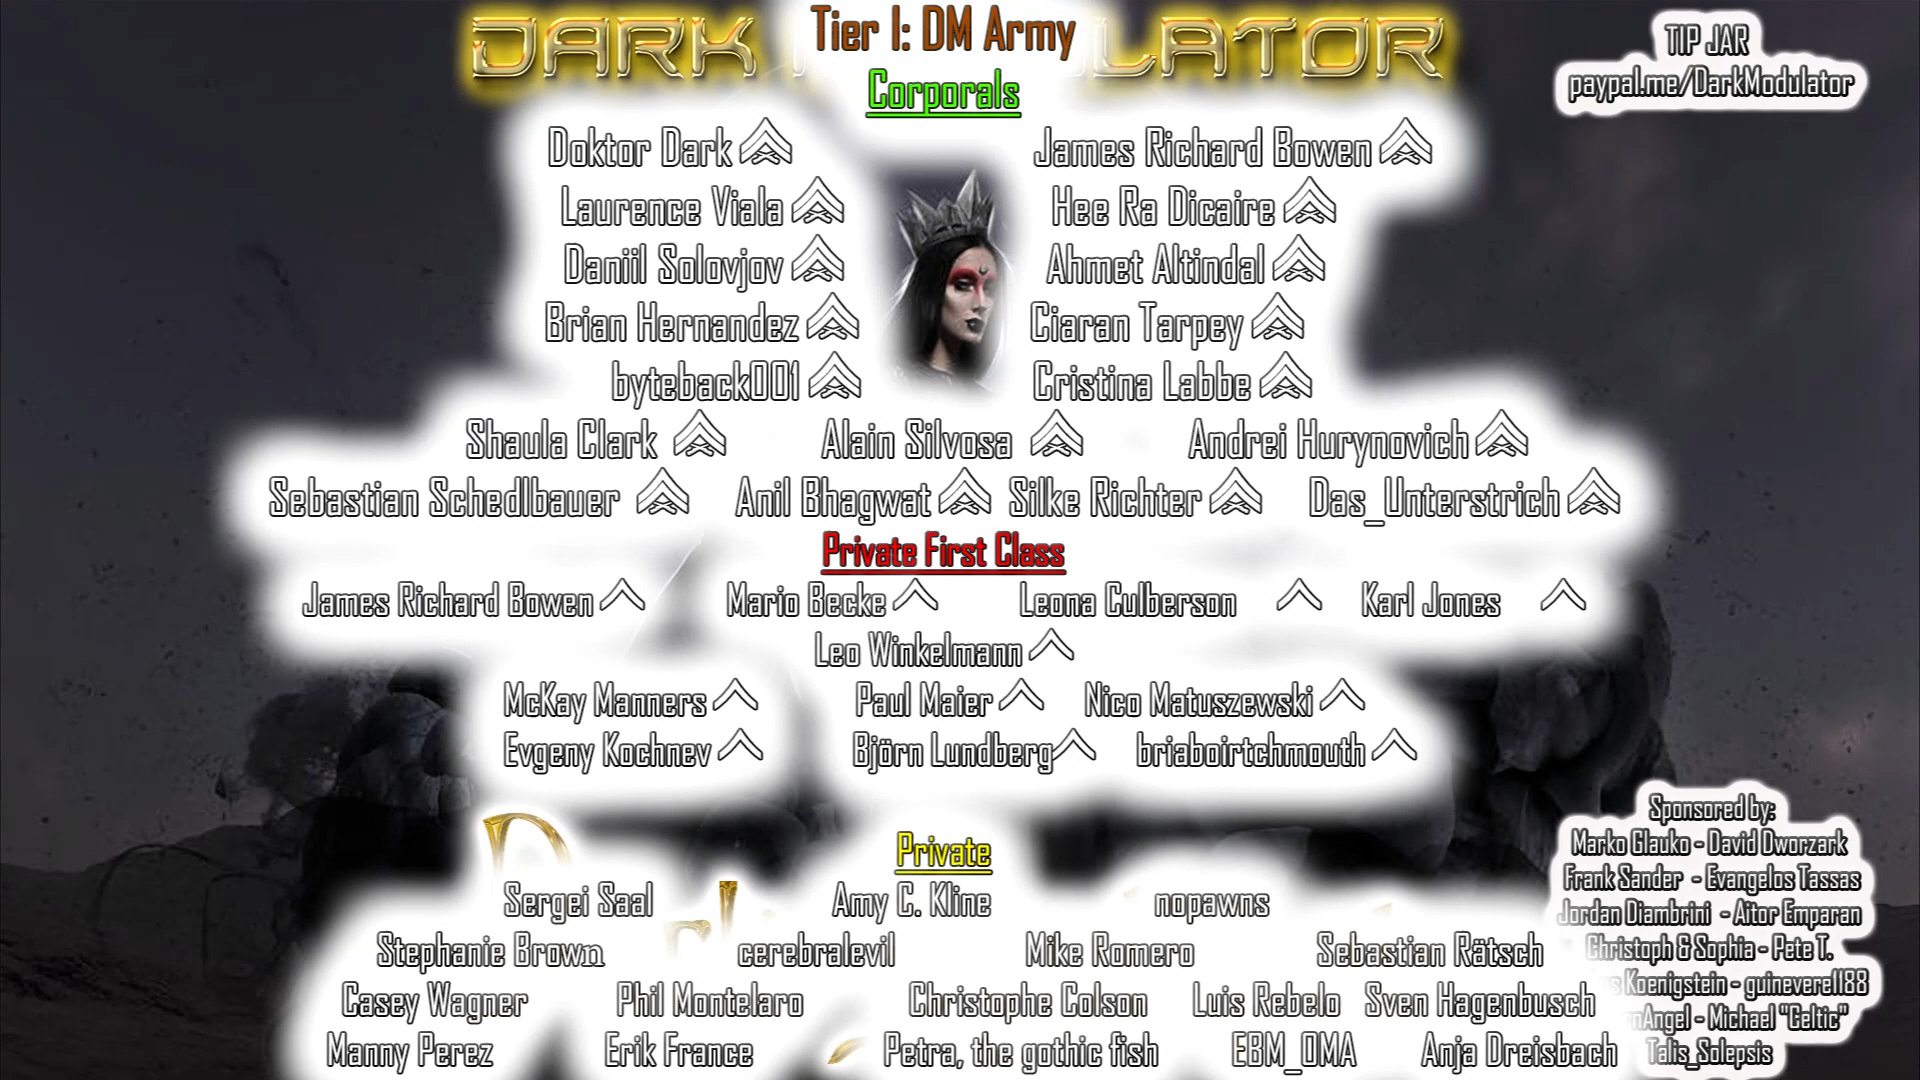 DARK
LATOR
Tier I: DM Army
TIP JAR
paypal.me/DarkModulator
Corporals
Doktor Dark
James Richard Bowen
Laurence Viala
Hee Ra Dicaire
Daniil Solovjov
Ahmet Altindal
Brian Hernandez
Ciaran Tarpey
byteback001
Cristina Labbe
Shaula Clark Alain Silvosa Andrei Hurynovich
Sebastian Schedlbauer Anil Bhagwat Silke Richter Das_Unterstrich
Private First Class
James Richard Bowen Mario Becke Leona Culberson Karl Jones
Leo Winkelmann
McKay Manners Paul Maier Nico Matuszewski
Evgeny Kochnev Björn Lundberg briaboirtchmouth
Private
Sergei Saal Amy C. Kline nopawns
Stephanie Brown cerebralevil Mike Romero Sebastian Rätsch
Casey Wagner Phil Montelaro Christophe Colson Luis Rebelo Sven Hagenbusch
Manny Perez Erik France Petra, the gothic fish EBM_OMA Anja Dreisbach
Sponsored by:
Marko Glauko - David Dworzark
Frank Sander - Evangelos Tassas
Jordan Diambrini - Aitor Emparan
Christoph & Sophia - Pete T.
Koenigstein - guinevere1188
Angel - Michael "Celtic"
Talis_Solepsis